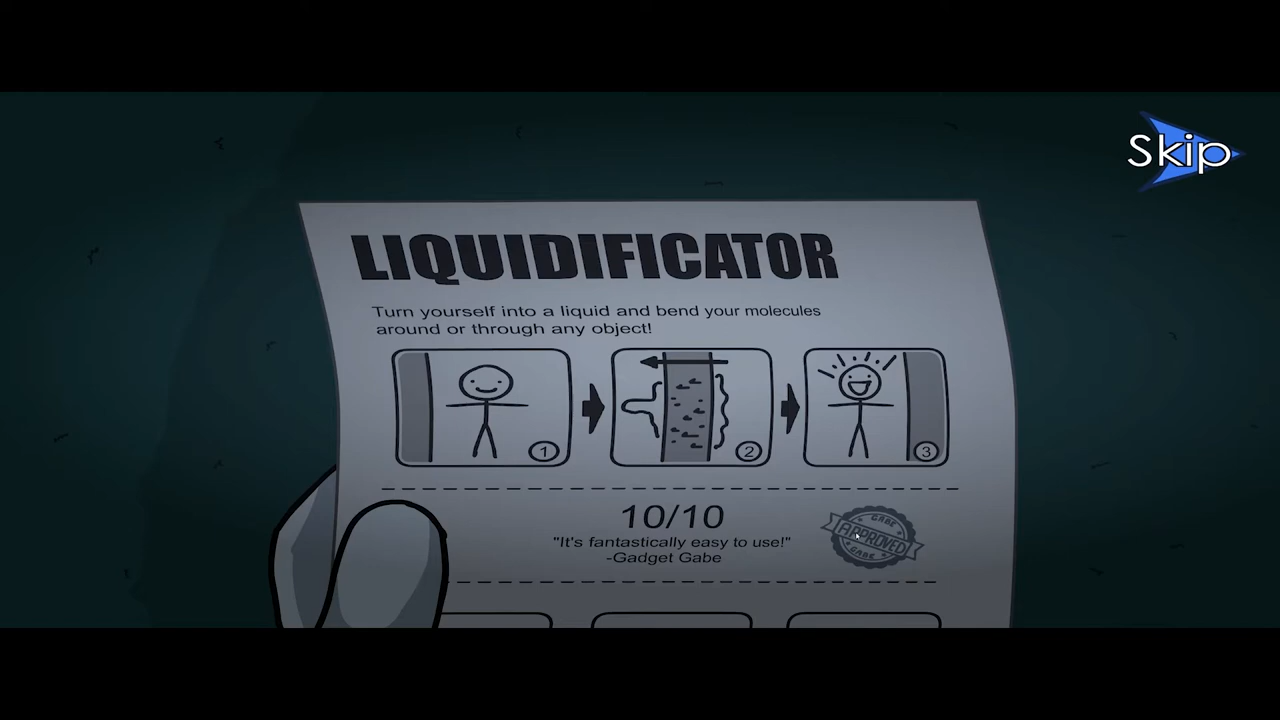 Skip
LIQUIDIFICATOR
Turn yourself into a liquid and bend your molecules
around or through any object!
1
2
3
10/10
"It's fantastically easy to use!"
-Gadget Gabe
GABE
APPROVED
GABE